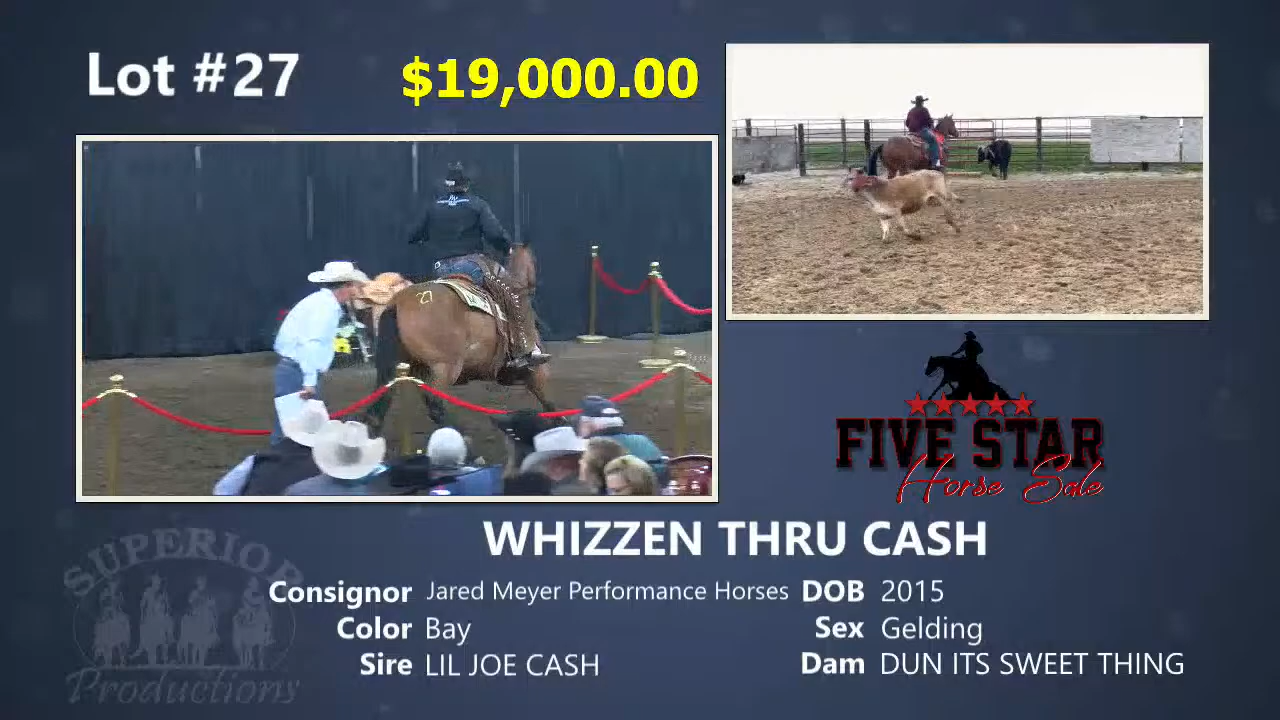 Lot #27
$19,000.00
27
FIVE STAR
Horse Sale
WHIZZEN THRU CASH
Consignor Jared Meyer Performance Horses DOB 2015
Color Bay Sex Gelding
Sire LIL JOE CASH Dam DUN ITS SWEET THING
SUPERIOR
Productions